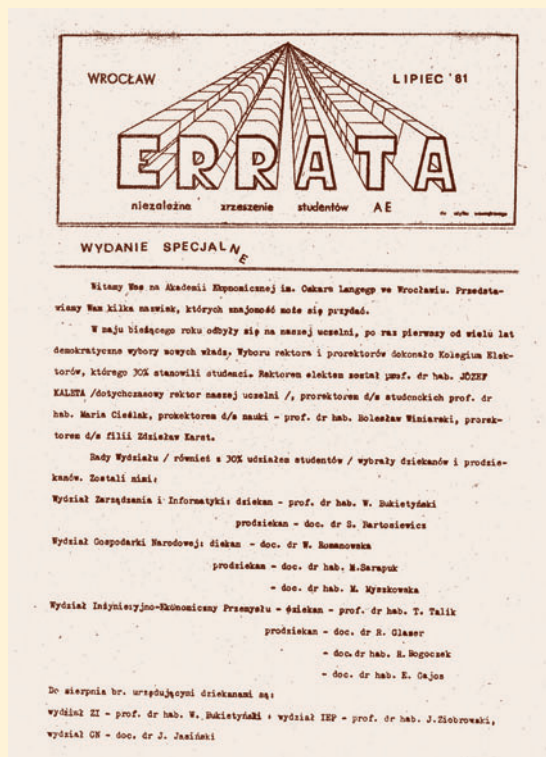 WROCŁAW
LIPIEC '81
ERRATA
niezależne zrzeszenie studentów AE
do użytku wewnętrznego
WYDANIE SPECJALNE
Witamy Was na Akademii Ekonomicznej im. Oskara Langego we Wrocławiu. Przedsta-
wiamy Wam kilka nazwisk, których znajomość może się przydać.
W maju bieżącego roku odbyły się na naszej uczelni, po raz pierwszy od wielu lat
demokratyczne wybory nowych władz. Wyboru rektora i prorektorów dokonało Kolegium Elek-
torów, którego 30% stanowili studenci. Rektorem elektem został prof. dr hab. JÓZEF
KALETA /dotychczasowy rektor naszej uczelni /, prorektorem d/s studenckich prof. dr
hab. Maria Cieślak, prorektorem d/s nauki - prof. dr hab. Bolesław Winiarski, prorek-
torem d/s filii Zdzisław Karst.
Rady Wydziału / również z 30% udziałem studentów / wybrały dziekanów i prodzie-
kanów. Zostali nimi:
Wydział Zarządzania i Informatyki: dziekan - prof. dr hab. W. Bukietyński
prodziekan - doc. dr S. Bartosiewicz
Wydział Gospodarki Narodowej: diekan - doc. dr W. Romanowska
prodziekan - doc. dr hab. M.Sarapuk
- doc. dr hab. M. Myszkowska
Wydział Inżynieryjno-Ekonomiczny Przemysłu - dziekan - prof. dr hab. T. Talik
prodziekan - doc. dr R. Glaser
- doc.dr hab. H.Bogoczek
- doc. dr hab. E. Gajos
Do sierpnia br. urzędującymi dziekanami są:
wydział ZI - prof. dr hab. W. Bukietyński , wydział IEP - prof. dr hab. J.Ziobrowski,
wydział GN - doc. dr J. Jasiński